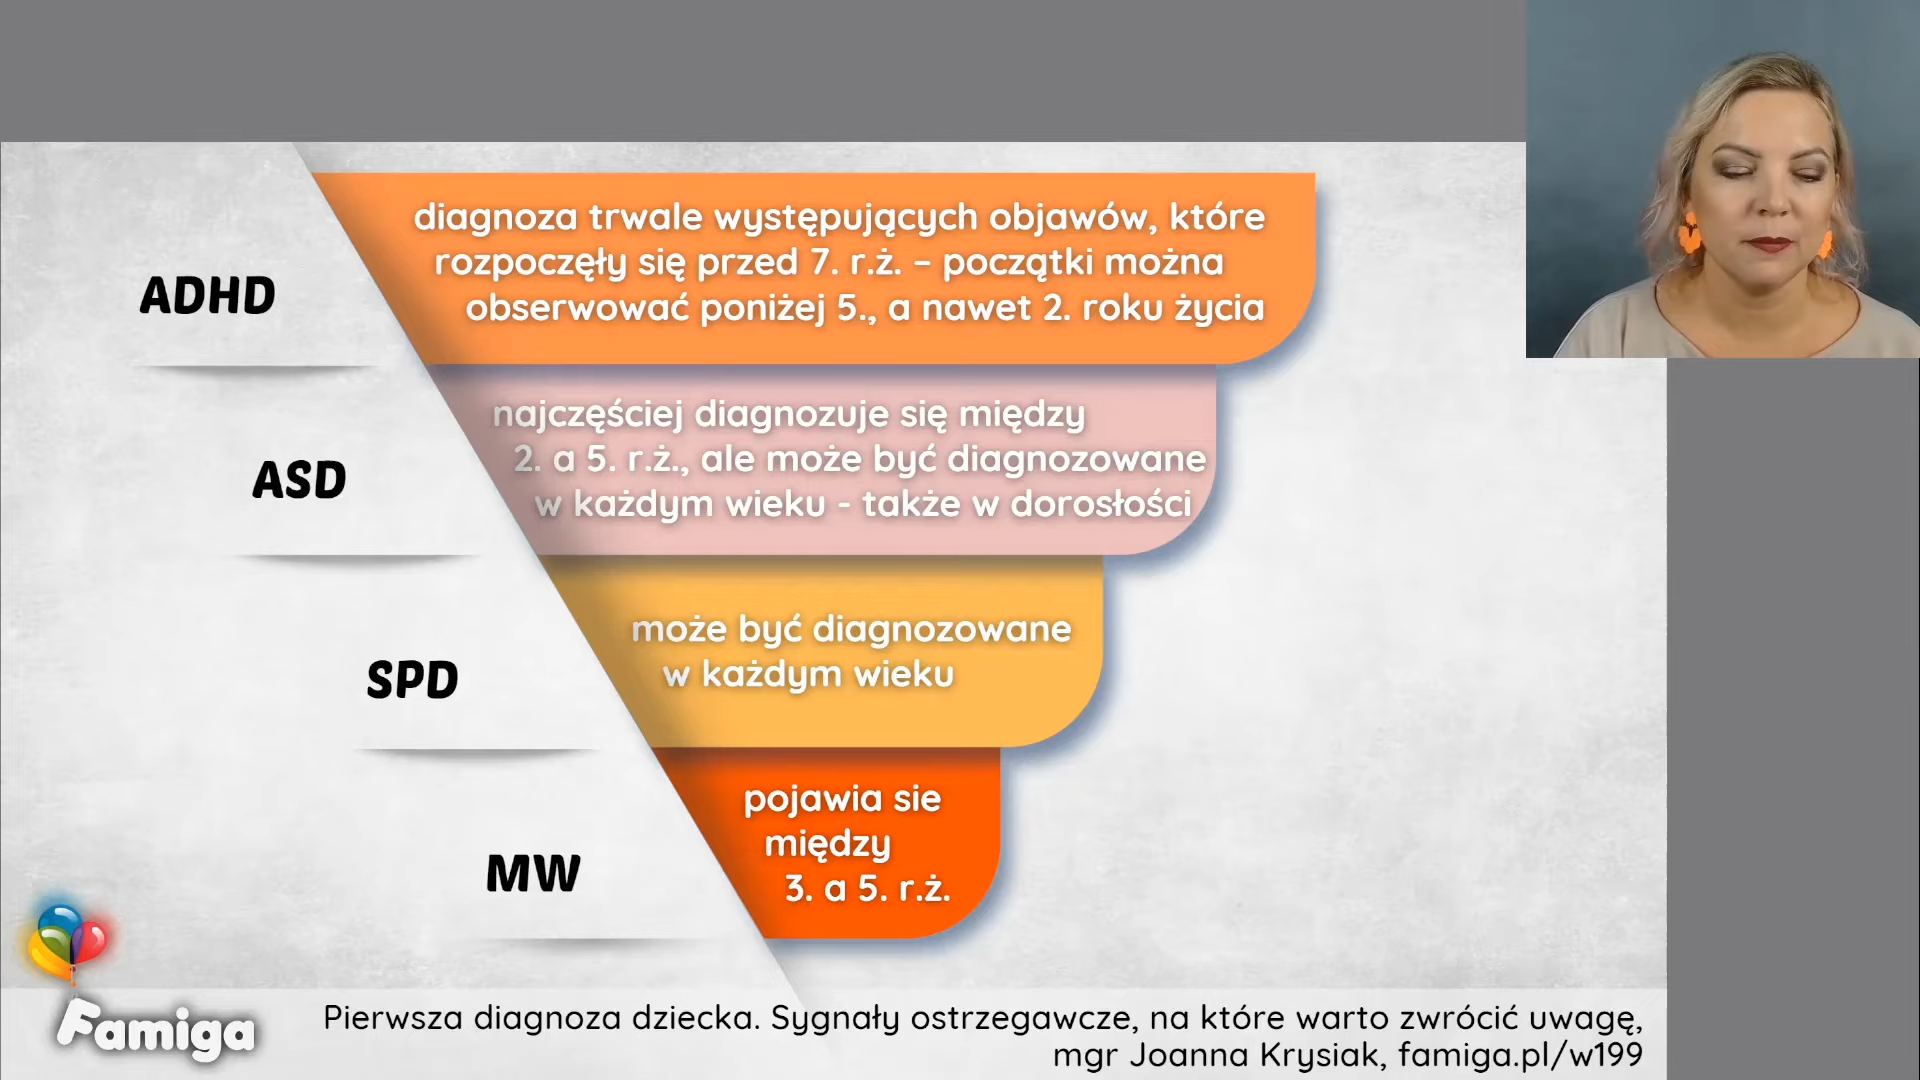 ADHD
diagnoza trwale występujących objawów, które
rozpoczęły się przed 7. r.ż. – początki można
obserwować poniżej 5., a nawet 2. roku życia
ASD
najczęściej diagnozuje się między
2. a 5. r.ż., ale może być diagnozowane
w każdym wieku - także w dorosłości
SPD
może być diagnozowane
w każdym wieku
MW
pojawia sie
między
3. a 5. r.ż.
Famiga
Pierwsza diagnoza dziecka. Sygnały ostrzegawcze, na które warto zwrócić uwagę,
mgr Joanna Krysiak, famiga.pl/w199